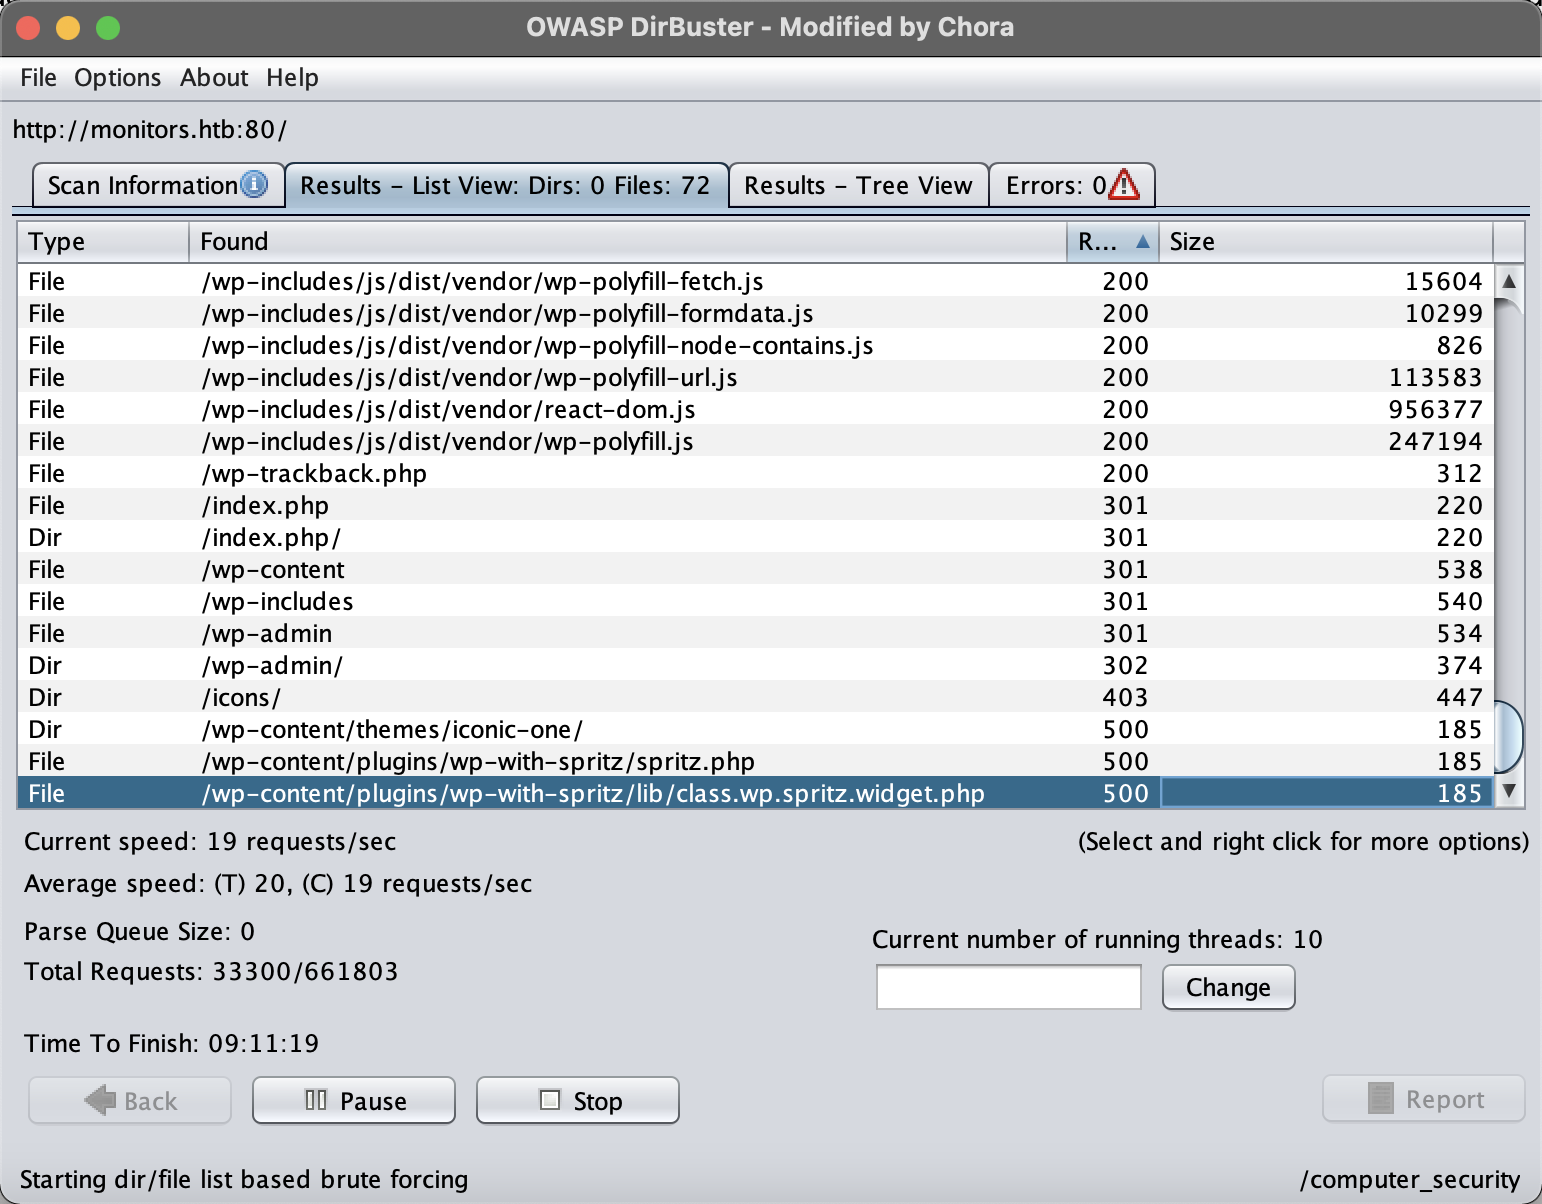 OWASP DirBuster - Modified by Chora
File Options About Help
http://monitors.htb:80/
Scan Information Results - List View: Dirs: 0 Files: 72 Results - Tree View Errors: 0
Type Found R... Size
File /wp-includes/js/dist/vendor/wp-polyfill-fetch.js 200 15604
File /wp-includes/js/dist/vendor/wp-polyfill-formdata.js 200 10299
File /wp-includes/js/dist/vendor/wp-polyfill-node-contains.js 200 826
File /wp-includes/js/dist/vendor/wp-polyfill-url.js 200 113583
File /wp-includes/js/dist/vendor/react-dom.js 200 956377
File /wp-includes/js/dist/vendor/wp-polyfill.js 200 247194
File /wp-trackback.php 200 312
File /index.php 301 220
Dir /index.php/ 301 220
File /wp-content 301 538
File /wp-includes 301 540
File /wp-admin 301 534
Dir /wp-admin/ 302 374
Dir /icons/ 403 447
Dir /wp-content/themes/iconic-one/ 500 185
File /wp-content/plugins/wp-with-spritz/spritz.php 500 185
File /wp-content/plugins/wp-with-spritz/lib/class.wp.spritz.widget.php 500 185
Current speed: 19 requests/sec (Select and right click for more options)
Average speed: (T) 20, (C) 19 requests/sec
Parse Queue Size: 0
Current number of running threads: 10
Total Requests: 33300/661803
Change
Time To Finish: 09:11:19
Back Pause Stop Report
Starting dir/file list based brute forcing /computer_security